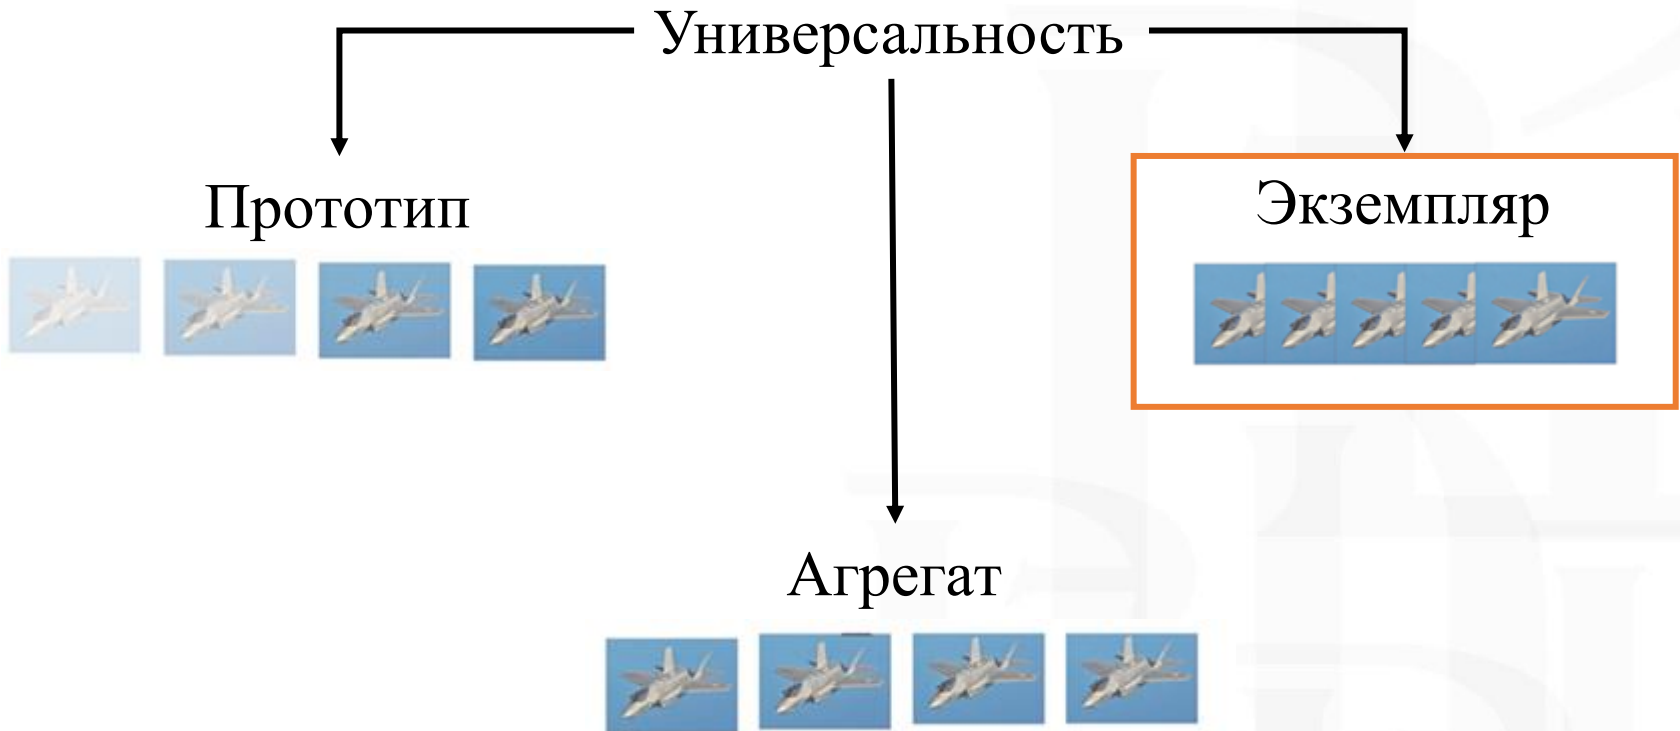 Универсальность
Прототип
Экземпляр
Агрегат